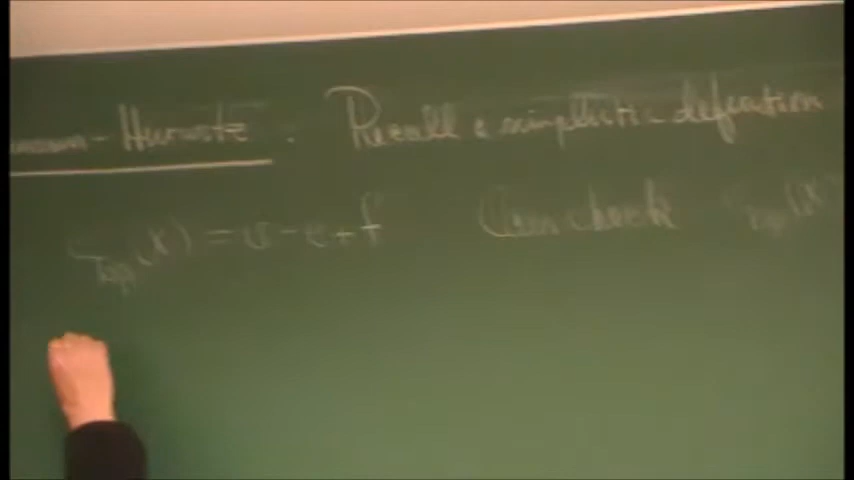 - Hurwitz. Recall a simplicial definition
(X) = v - e + f Can check (X)